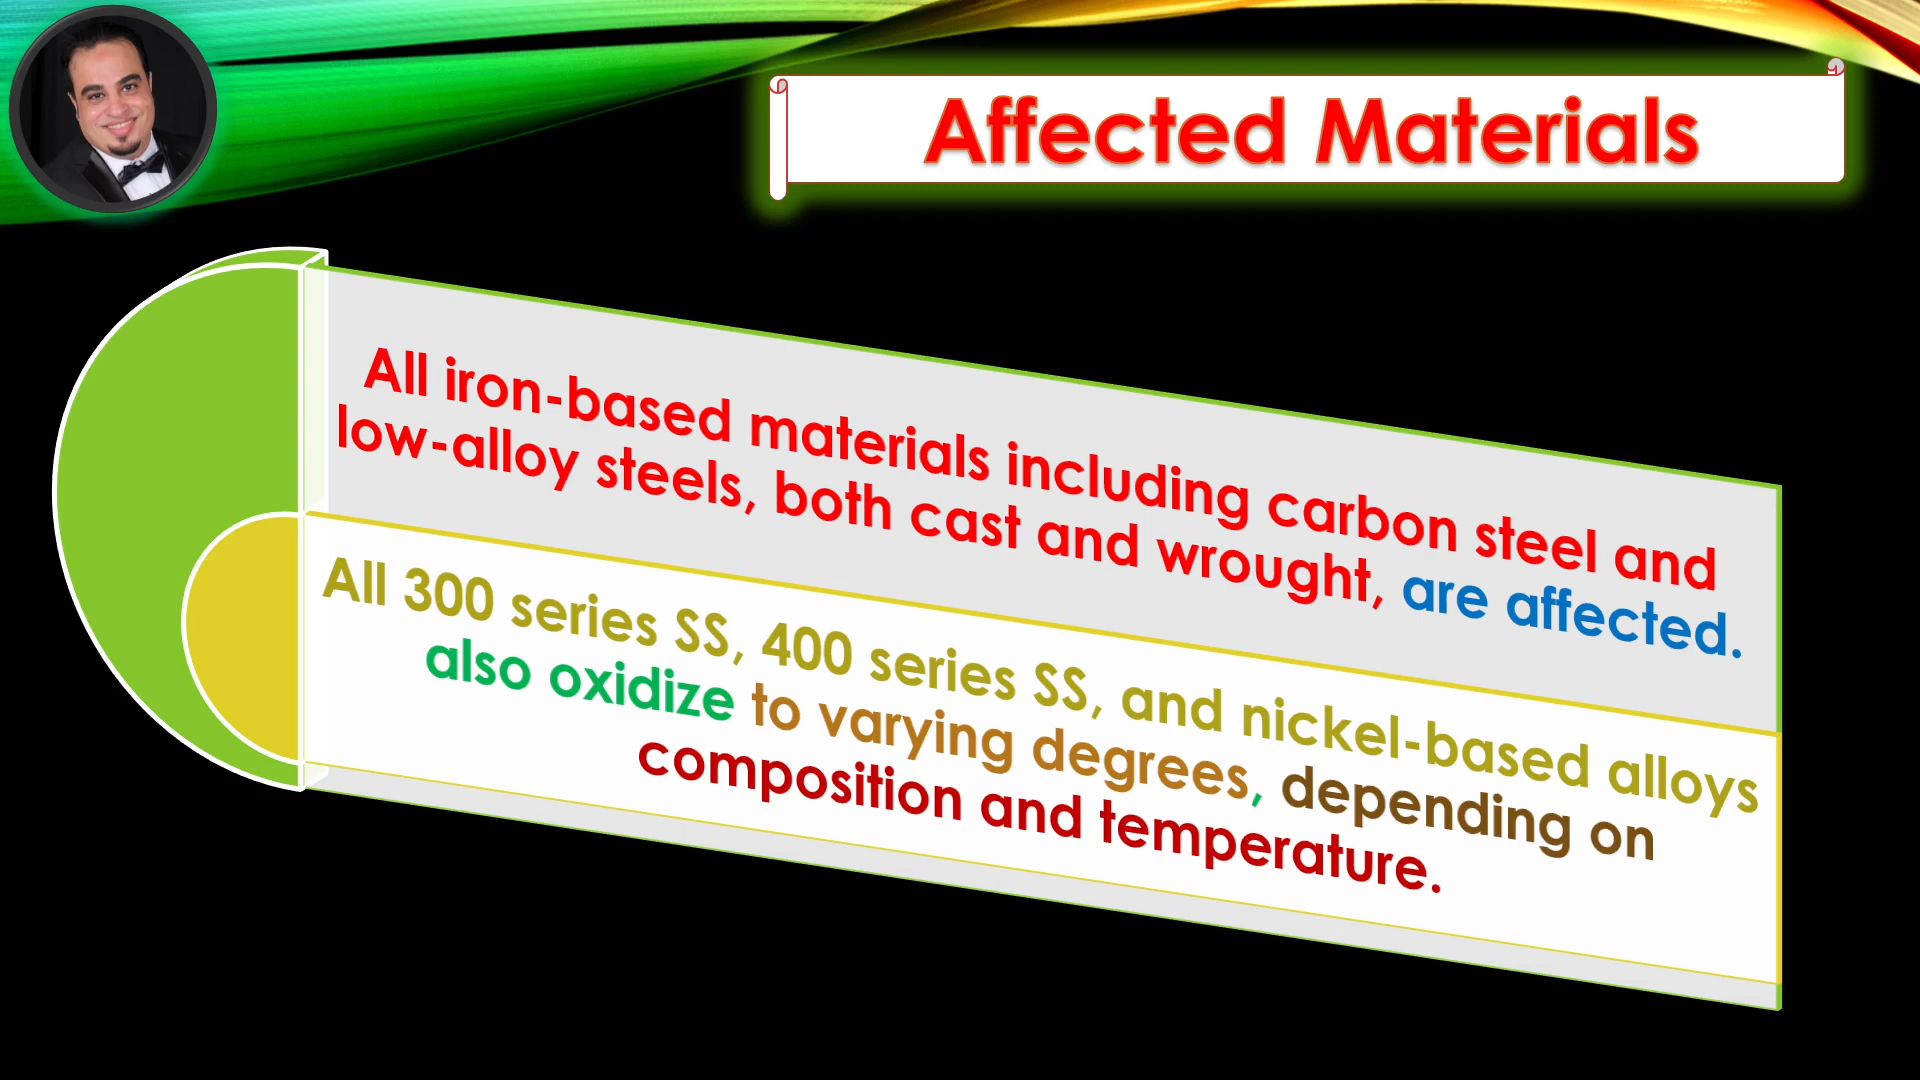 Affected Materials
All iron-based materials including carbon steel and
low-alloy steels, both cast and wrought, are affected.
All 300 series SS, 400 series SS, and nickel-based alloys
also oxidize to varying degrees, depending on
composition and temperature.